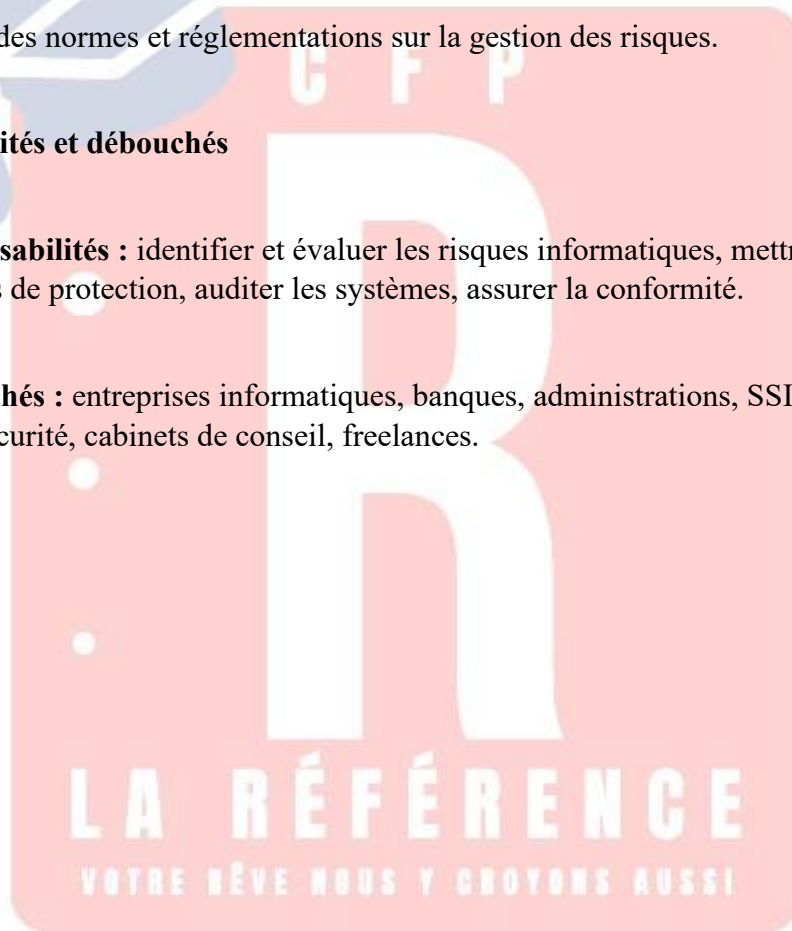 des normes et réglementations sur la gestion des risques.
C F P
ités et débouchés
sabilités : identifier et évaluer les risques informatiques, mettr
s de protection, auditer les systèmes, assurer la conformité.
hés : entreprises informatiques, banques, administrations, SSI
curité, cabinets de conseil, freelances.
R
LA RÉFÉRENCE
VOTRE RÊVE NOUS Y CROYONS AUSSI